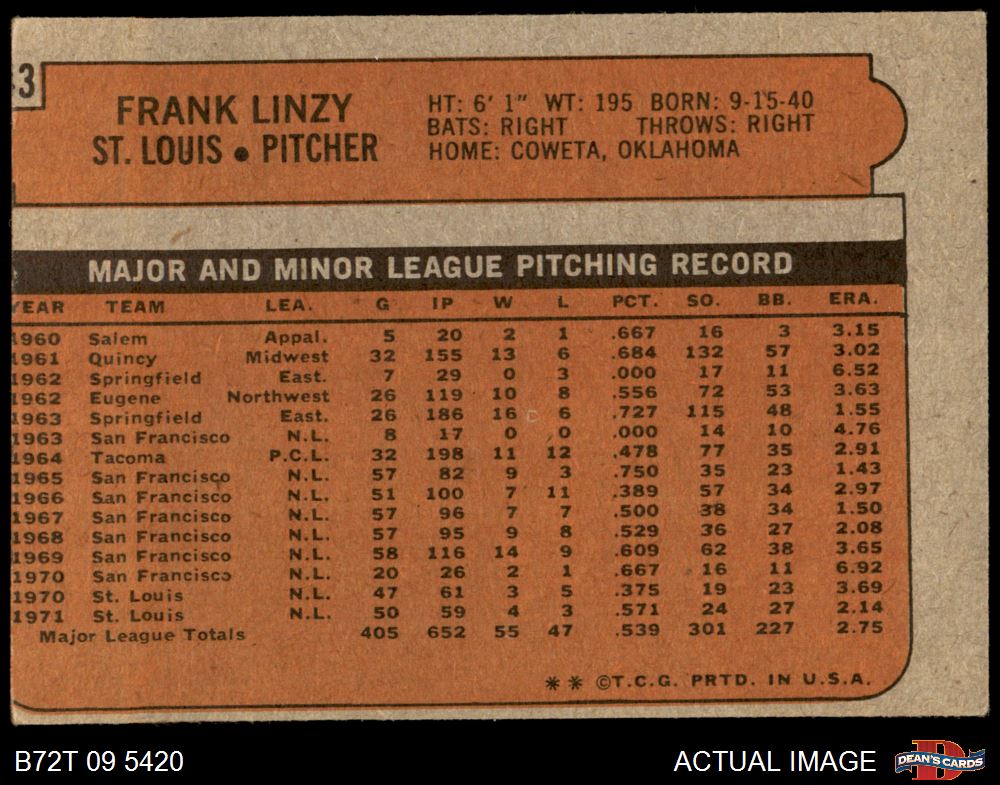 3
FRANK LINZY
ST. LOUIS • PITCHER
HT: 6' 1" WT: 195 BORN: 9-15-40
BATS: RIGHT THROWS: RIGHT
HOME: COWETA, OKLAHOMA
MAJOR AND MINOR LEAGUE PITCHING RECORD
YEAR TEAM LEA. G IP W L PCT. SO. BB. ERA.
1960 Salem Appal. 5 20 2 1 .667 16 3 3.15
1961 Quincy Midwest 32 155 13 6 .684 132 57 3.02
1962 Springfield East. 7 29 0 3 .000 17 11 6.52
1962 Eugene Northwest 26 119 10 8 .556 72 53 3.63
1963 Springfield East. 26 186 16 6 .727 115 48 1.55
1963 San Francisco N.L. 8 17 0 0 .000 14 10 4.76
1964 Tacoma P.C.L. 32 198 11 12 .478 77 35 2.91
1965 San Francisco N.L. 57 82 9 3 .750 35 23 1.43
1966 San Francisco N.L. 51 100 7 11 .389 57 34 2.97
1967 San Francisco N.L. 57 96 7 7 .500 38 34 1.50
1968 San Francisco N.L. 57 95 9 8 .529 36 27 2.08
1969 San Francisco N.L. 58 116 14 9 .609 62 38 3.65
1970 San Francisco N.L. 20 26 2 1 .667 16 11 6.92
1970 St. Louis N.L. 47 61 3 5 .375 19 23 3.69
1971 St. Louis N.L. 50 59 4 3 .571 24 27 2.14
Major League Totals 405 652 55 47 .539 301 227 2.75
** ©T.C.G. PRTD. IN U.S.A.
B72T 09 5420
ACTUAL IMAGE
D
DEAN'S CARDS